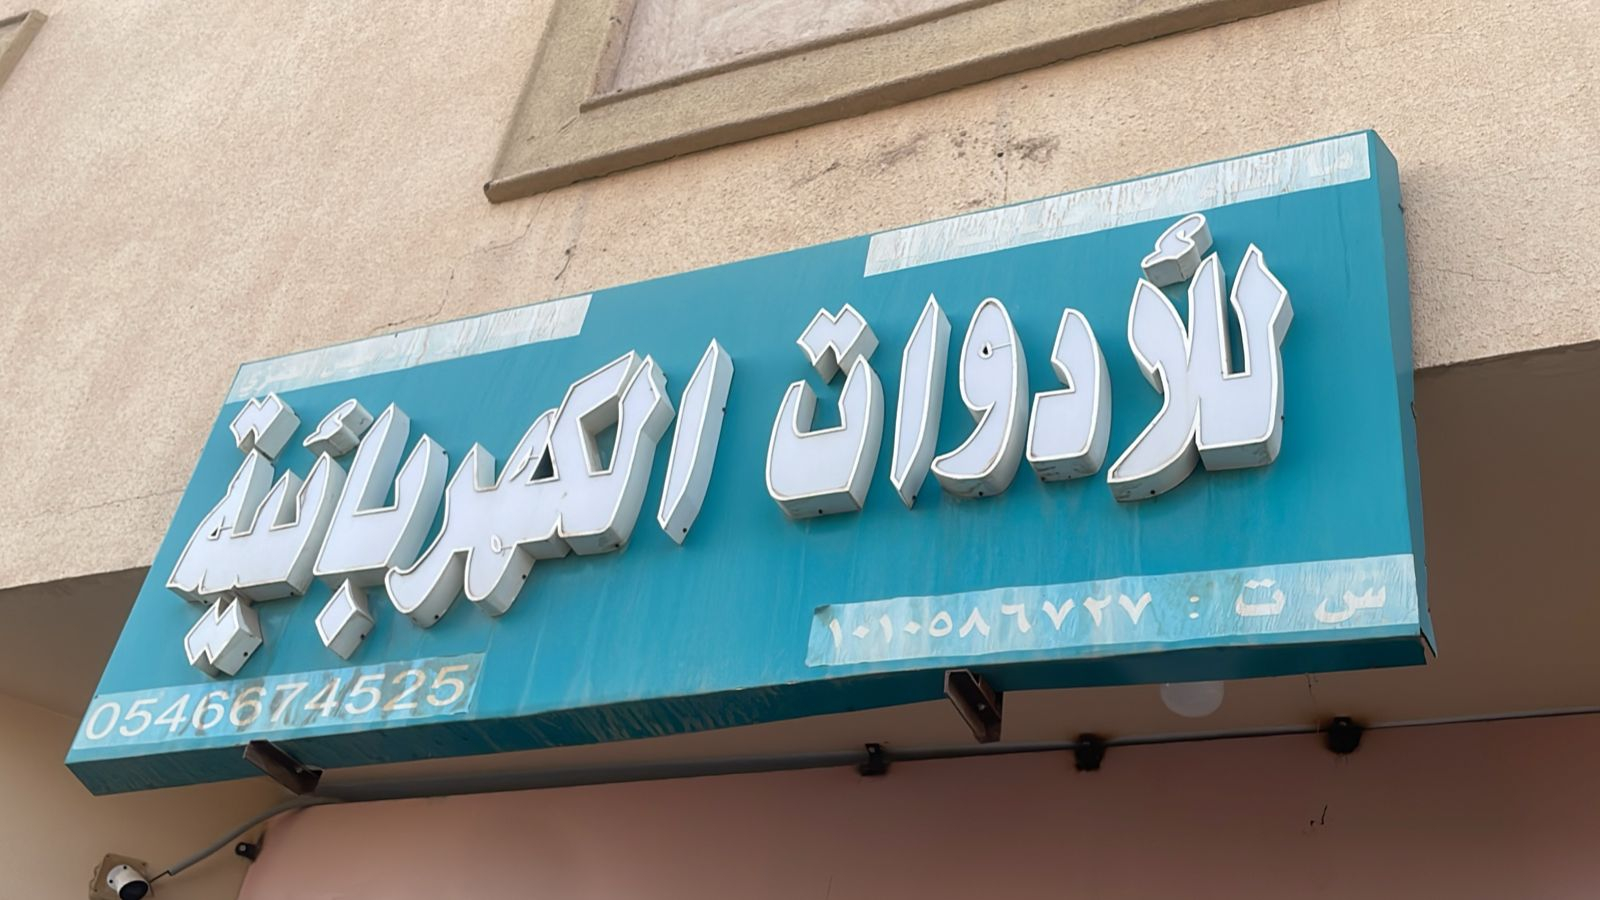 للأدوات الكهربائية
س ت : ١٠١٠٥٨٦٧٢٧
0546674525